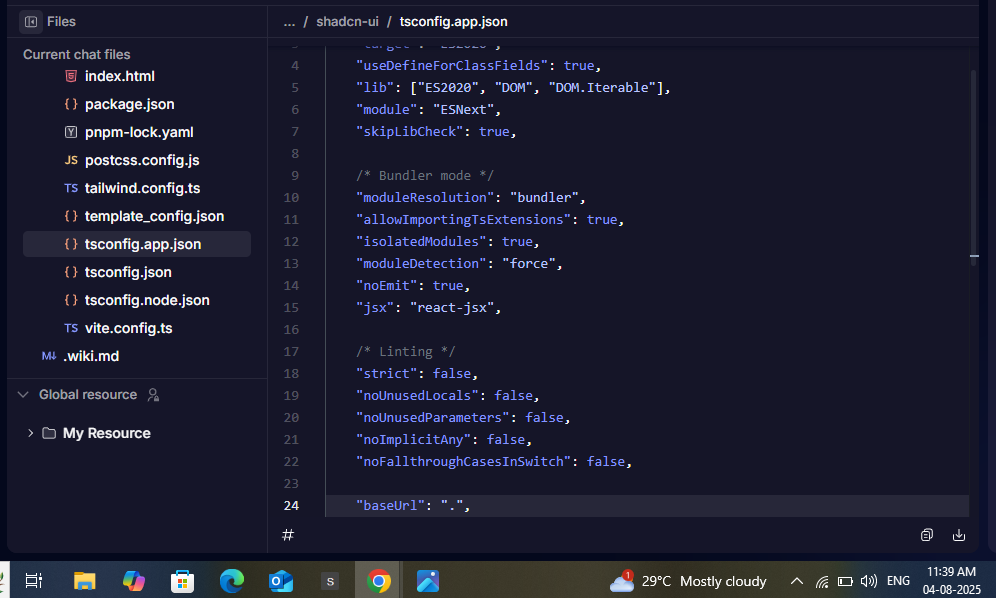 Files
... / shadcn-ui / tsconfig.app.json
Current chat files
index.html
{} package.json
Y pnpm-lock.yaml
JS postcss.config.js
TS tailwind.config.ts
{} template_config.json
{} tsconfig.app.json
{} tsconfig.json
{} tsconfig.node.json
TS vite.config.ts
M↓ .wiki.md
Global resource
My Resource
3 "target": "ES2020",
4 "useDefineForClassFields": true,
5 "lib": ["ES2020", "DOM", "DOM.Iterable"],
6 "module": "ESNext",
7 "skipLibCheck": true,
8
9 /* Bundler mode */
10 "moduleResolution": "bundler",
11 "allowImportingTsExtensions": true,
12 "isolatedModules": true,
13 "moduleDetection": "force",
14 "noEmit": true,
15 "jsx": "react-jsx",
16
17 /* Linting */
18 "strict": false,
19 "noUnusedLocals": false,
20 "noUnusedParameters": false,
21 "noImplicitAny": false,
22 "noFallthroughCasesInSwitch": false,
23
24 "baseUrl": ".",
#
S
1
29°C Mostly cloudy
ENG
11:39 AM
04-08-2025